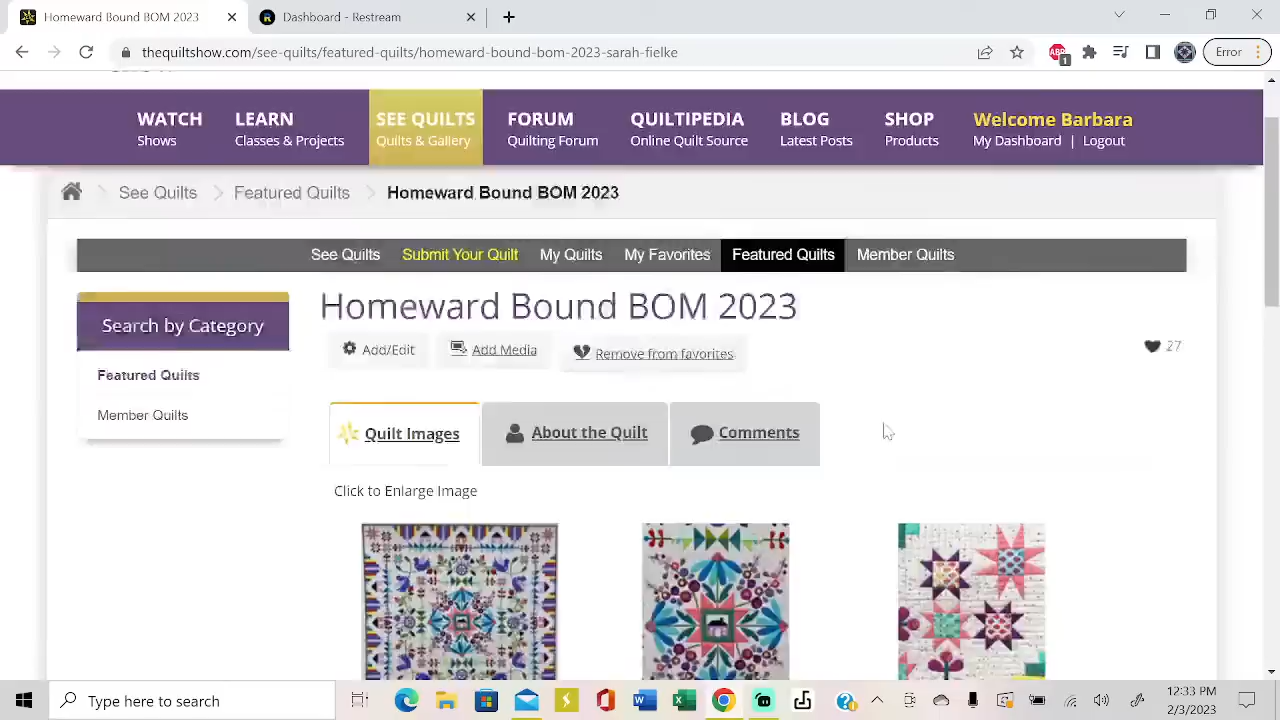 Homeward Bound BOM 2023
Dashboard - Restream
thequiltshow.com/see-quilts/featured-quilts/homeward-bound-bom-2023-sarah-fielke
ABP
1
Error
WATCH
Shows
LEARN
Classes & Projects
SEE QUILTS
Quilts & Gallery
FORUM
Quilting Forum
QUILTIPEDIA
Online Quilt Source
BLOG
Latest Posts
SHOP
Products
Welcome Barbara
My Dashboard | Logout
See Quilts
Featured Quilts
Homeward Bound BOM 2023
See Quilts
Submit Your Quilt
My Quilts
My Favorites
Featured Quilts
Member Quilts
Search by Category
Featured Quilts
Member Quilts
Homeward Bound BOM 2023
Add/Edit
Add Media
Remove from favorites
27
Quilt Images
About the Quilt
Comments
Click to Enlarge Image
Type here to search
12:33 PM
2/3/2023